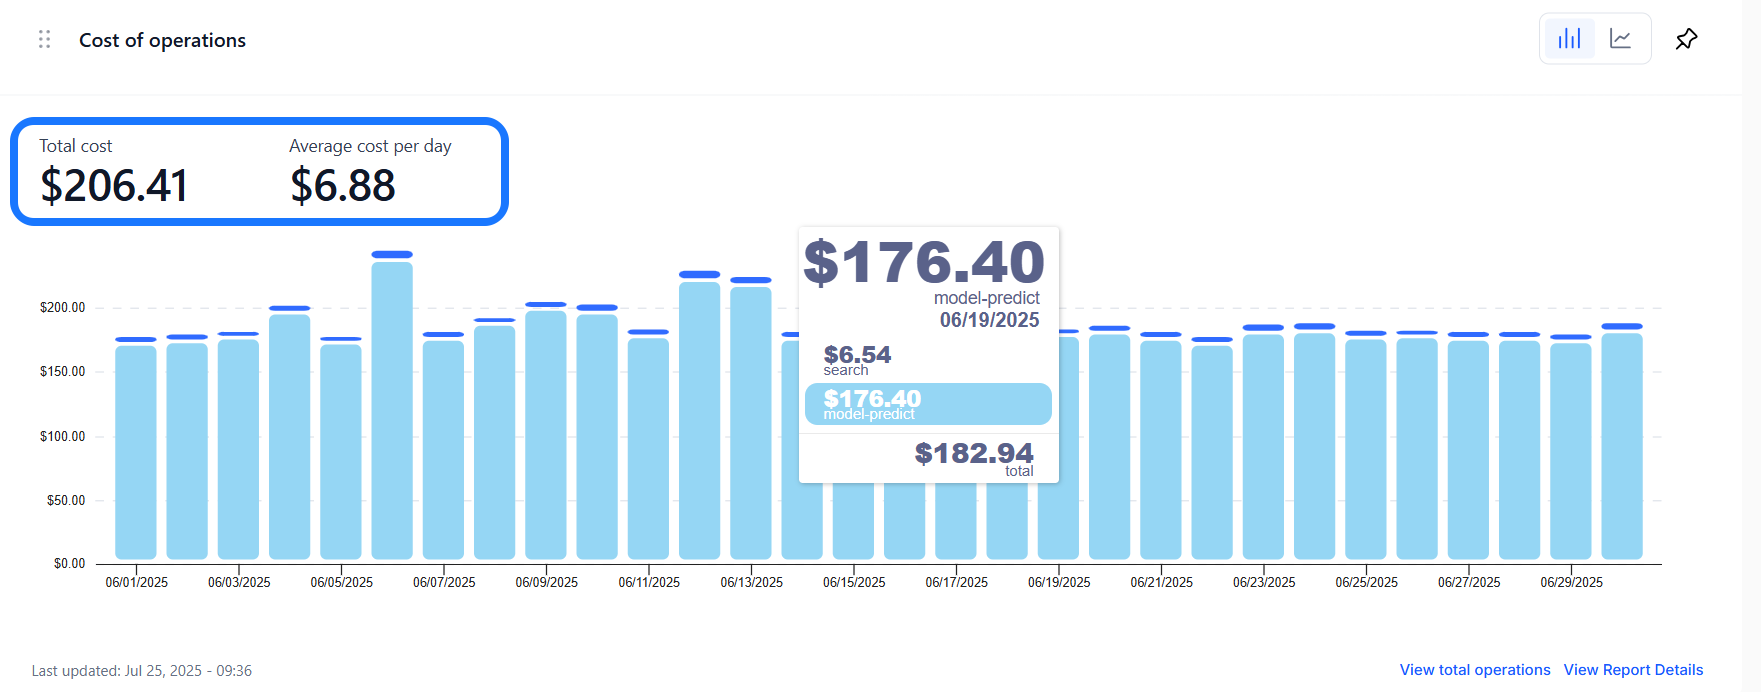 Cost of operations
Total cost
Average cost per day
$206.41
$6.88
$176.40
model-predict
06/19/2025
$6.54
search
$176.40
model-predict
$182.94
total
$200.00
$150.00
$100.00
$50.00
$0.00
06/01/2025 06/03/2025 06/05/2025 06/07/2025 06/09/2025 06/11/2025 06/13/2025 06/15/2025 06/17/2025 06/19/2025 06/21/2025 06/23/2025 06/25/2025 06/27/2025 06/29/2025
Last updated: Jul 25, 2025 - 09:36
View total operations View Report Details